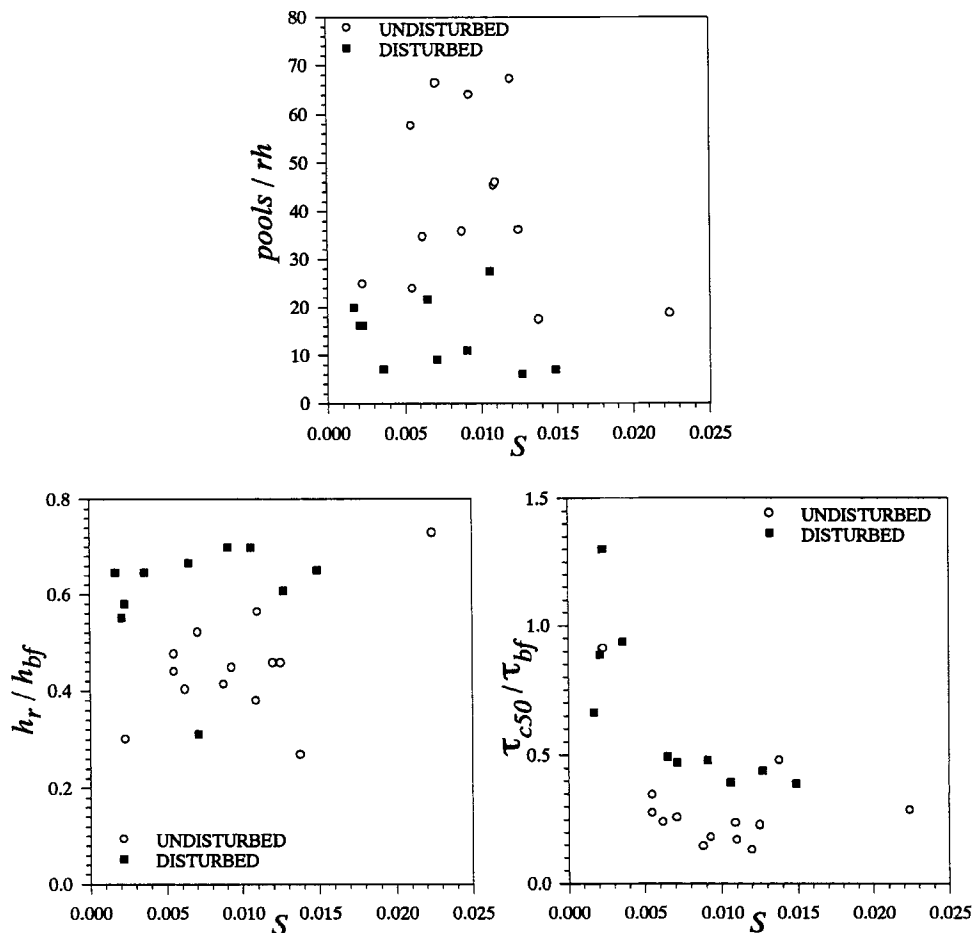 80
UNDISTURBED
DISTURBED
70
60
50
40
30
20
10
0
pools / rh
0.000 0.005 0.010 0.015 0.020 0.025
S
0.8
0.6
0.4
0.2
0.0
h_r / h_bf
UNDISTURBED
DISTURBED
0.000 0.005 0.010 0.015 0.020 0.025
S
1.5
UNDISTURBED
DISTURBED
1.0
0.5
0.0
τ_c50 / τ_bf
0.000 0.005 0.010 0.015 0.020 0.025
S